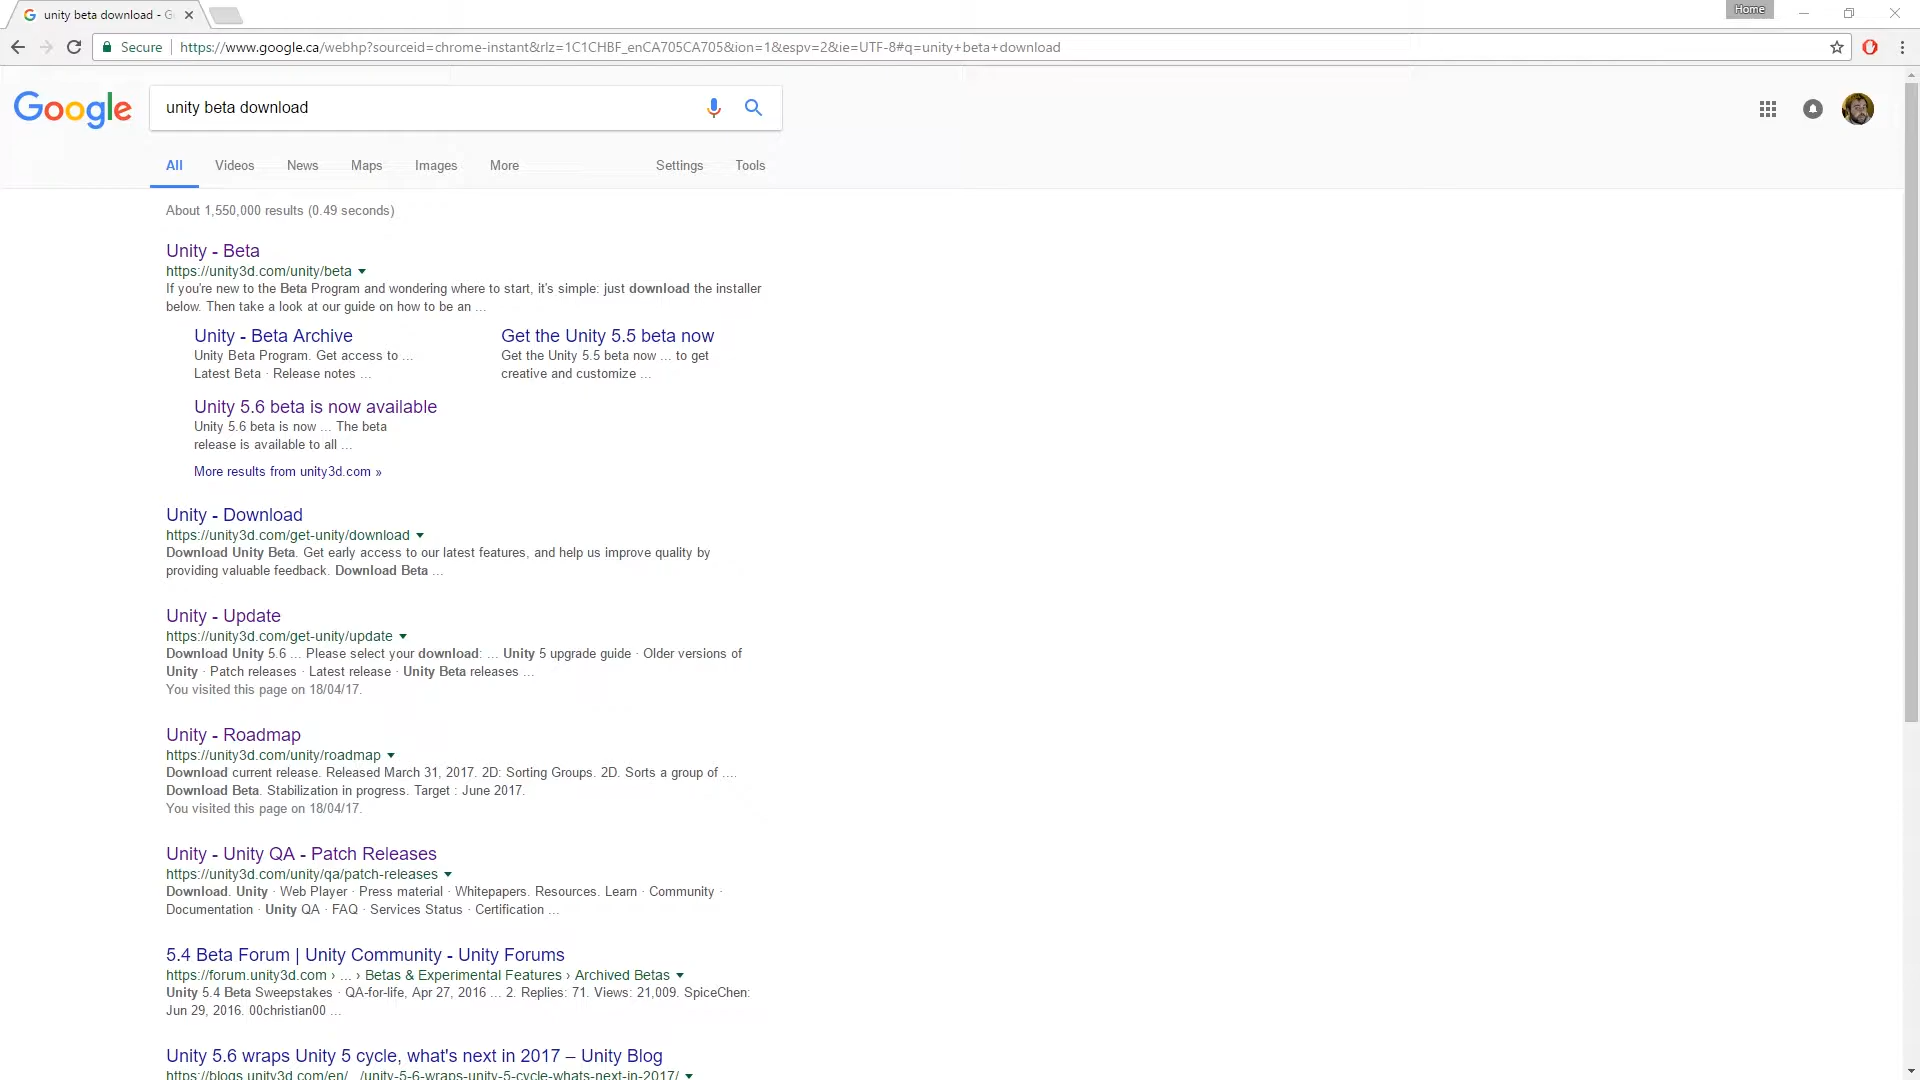 unity beta download - G
Home
Secure
https://www.google.ca/webhp?sourceid=chrome-instant&rlz=1C1CHBF_enCA705CA705&ion=1&espv=2&ie=UTF-8#q=unity+beta+download
Google
unity beta download
All Videos News Maps Images More Settings Tools
About 1,550,000 results (0.49 seconds)
Unity - Beta
https://unity3d.com/unity/beta
If you're new to the Beta Program and wondering where to start, it's simple: just download the installer
below. Then take a look at our guide on how to be an ...
Unity - Beta Archive
Unity Beta Program. Get access to ...
Latest Beta · Release notes ...
Get the Unity 5.5 beta now
Get the Unity 5.5 beta now ... to get
creative and customize ...
Unity 5.6 beta is now available
Unity 5.6 beta is now ... The beta
release is available to all ...
More results from unity3d.com »
Unity - Download
https://unity3d.com/get-unity/download
Download Unity Beta. Get early access to our latest features, and help us improve quality by
providing valuable feedback. Download Beta ...
Unity - Update
https://unity3d.com/get-unity/update
Download Unity 5.6 ... Please select your download: ... Unity 5 upgrade guide · Older versions of
Unity · Patch releases · Latest release · Unity Beta releases ...
You visited this page on 18/04/17.
Unity - Roadmap
https://unity3d.com/unity/roadmap
Download current release. Released March 31, 2017. 2D: Sorting Groups. 2D. Sorts a group of ....
Download Beta. Stabilization in progress. Target : June 2017.
You visited this page on 18/04/17.
Unity - Unity QA - Patch Releases
https://unity3d.com/unity/qa/patch-releases
Download. Unity · Web Player · Press material · Whitepapers. Resources. Learn · Community ·
Documentation · Unity QA · FAQ · Services Status · Certification ...
5.4 Beta Forum | Unity Community - Unity Forums
https://forum.unity3d.com › ... › Betas & Experimental Features › Archived Betas
Unity 5.4 Beta Sweepstakes · QA-for-life, Apr 27, 2016 ... 2. Replies: 71. Views: 21,009. SpiceChen:
Jun 29, 2016. 00christian00 ...
Unity 5.6 wraps Unity 5 cycle, what's next in 2017 – Unity Blog
https://blogs.unity3d.com/en/.../unity-5-6-wraps-unity-5-cycle-whats-next-in-2017/